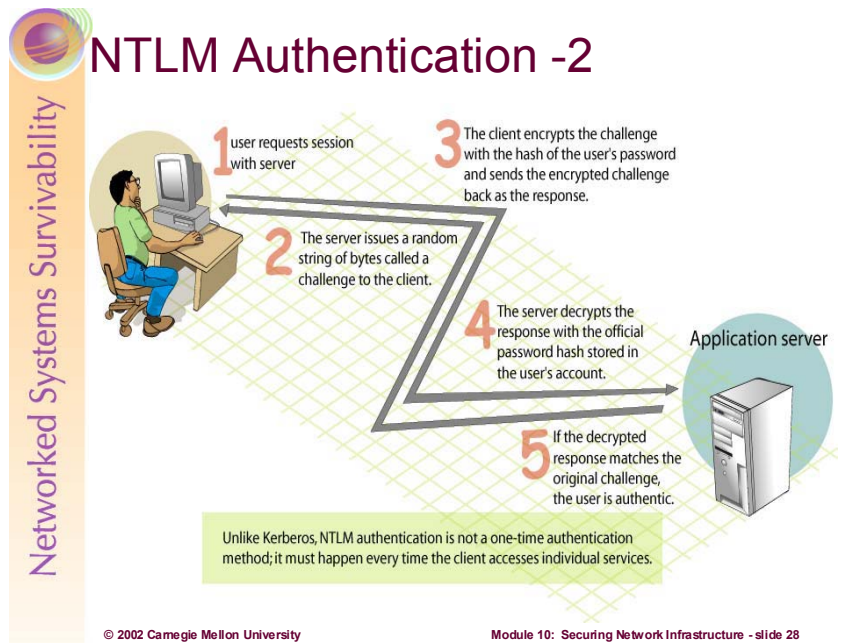 NTLM Authentication -2
Networked Systems Survivability
1 user requests session
with server
2 The server issues a random
string of bytes called a
challenge to the client.
3 The client encrypts the challenge
with the hash of the user's password
and sends the encrypted challenge
back as the response.
4 The server decrypts the
response with the official
password hash stored in
the user's account.
Application server
5 If the decrypted
response matches the
original challenge,
the user is authentic.
Unlike Kerberos, NTLM authentication is not a one-time authentication
method; it must happen every time the client accesses individual services.
© 2002 Carnegie Mellon University
Module 10: Securing Network Infrastructure - slide 28